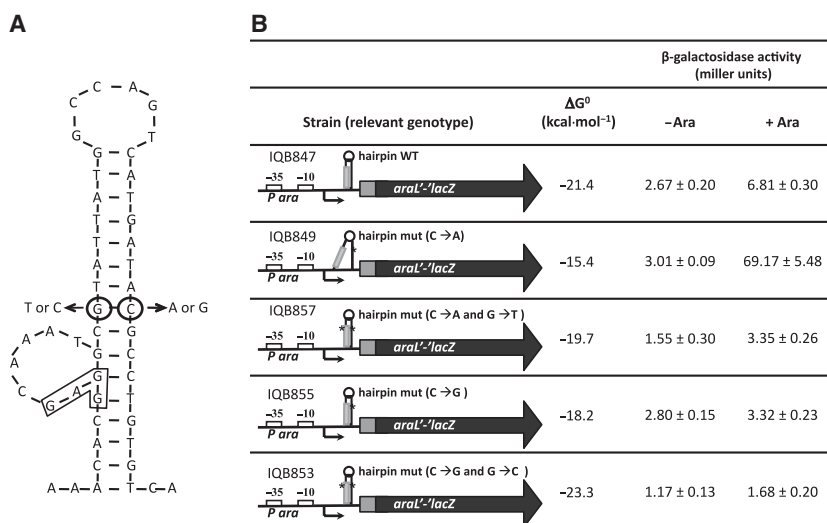 A
C C A
G G
G T
G C
T A
A T
T G
T A
A T
T A
T or C G C A or G
C G
A A T G C
A G C
A C G A G T
C G
A T
C G
A A A A T C A
B
β-galactosidase activity
(miller units)
Strain (relevant genotype)
ΔG⁰
(kcal·mol⁻¹)
−Ara
+ Ara
IQB847
hairpin WT
−35 −10
P ara
araL'-'lacZ
−21.4
2.67 ± 0.20
6.81 ± 0.30
IQB849
hairpin mut (C →A)
*
−35 −10
P ara
araL'-'lacZ
−15.4
3.01 ± 0.09
69.17 ± 5.48
IQB857
hairpin mut (C →A and G →T )
* *
−35 −10
P ara
araL'-'lacZ
−19.7
1.55 ± 0.30
3.35 ± 0.26
IQB855
hairpin mut (C →G )
*
−35 −10
P ara
araL'-'lacZ
−18.2
2.80 ± 0.15
3.32 ± 0.23
IQB853
hairpin mut (C →G and G →C )
* *
−35 −10
P ara
araL'-'lacZ
−23.3
1.17 ± 0.13
1.68 ± 0.20